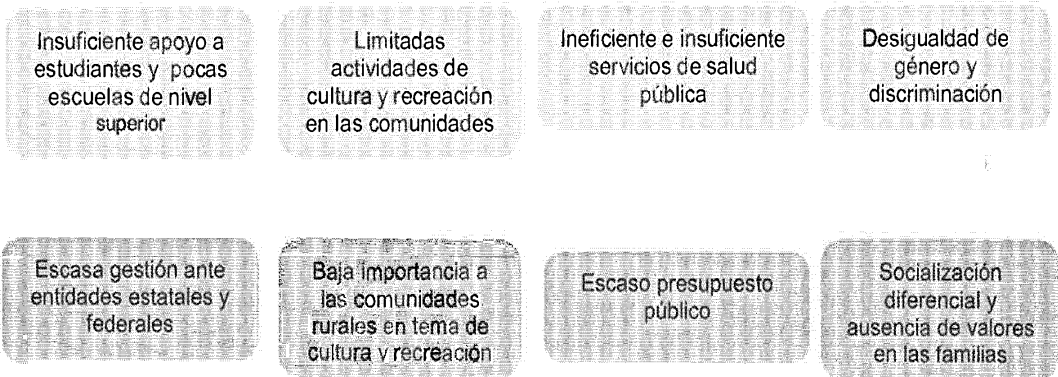 Insuficiente apoyo a
estudiantes y pocas
escuelas de nivel
superior
Limitadas
actividades de
cultura y recreación
en las comunidades
Ineficiente e insuficiente
servicios de salud
pública
Desigualdad de
género y
discriminación
Escasa gestión ante
entidades estatales y
federales
Baja importancia a
las comunidades
rurales en tema de
cultura y recreación
Escaso presupuesto
público
Socialización
diferencial y
ausencia de valores
en las familias